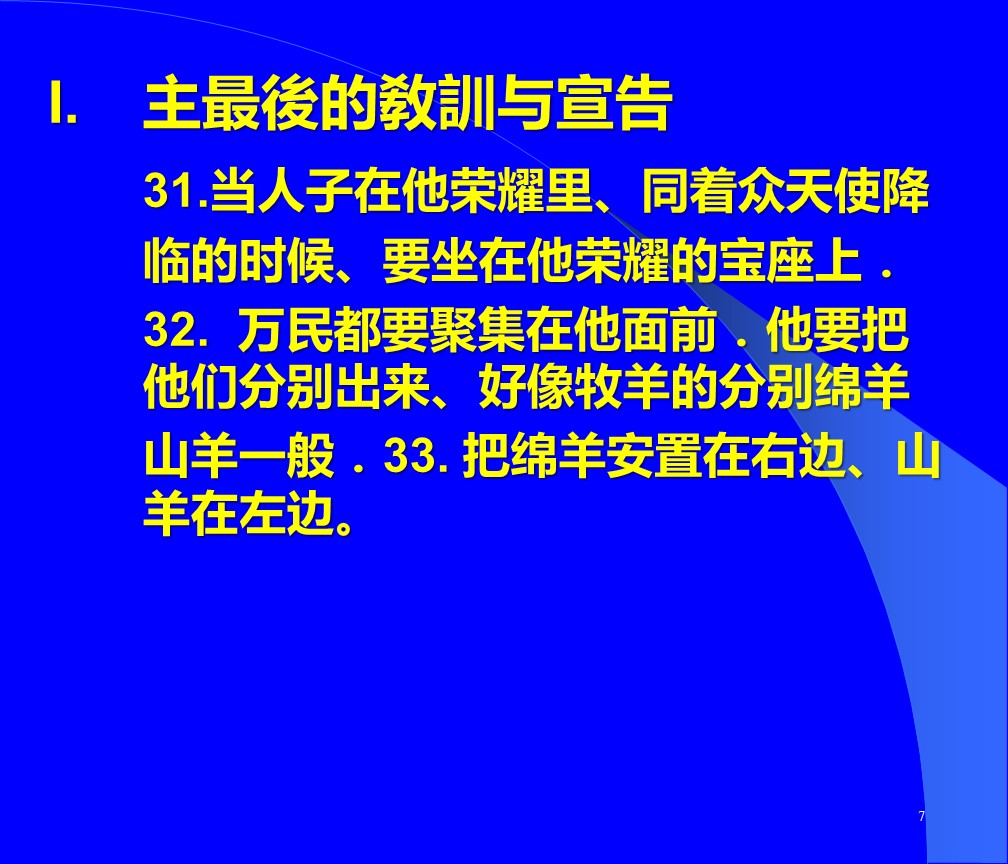 I. 主最後的教訓与宣告
31.当人子在他荣耀里、同着众天使降
临的时候、要坐在他荣耀的宝座上．
32. 万民都要聚集在他面前．他要把
他们分别出来、好像牧羊的分别绵羊
山羊一般．33. 把绵羊安置在右边、山
羊在左边。
7